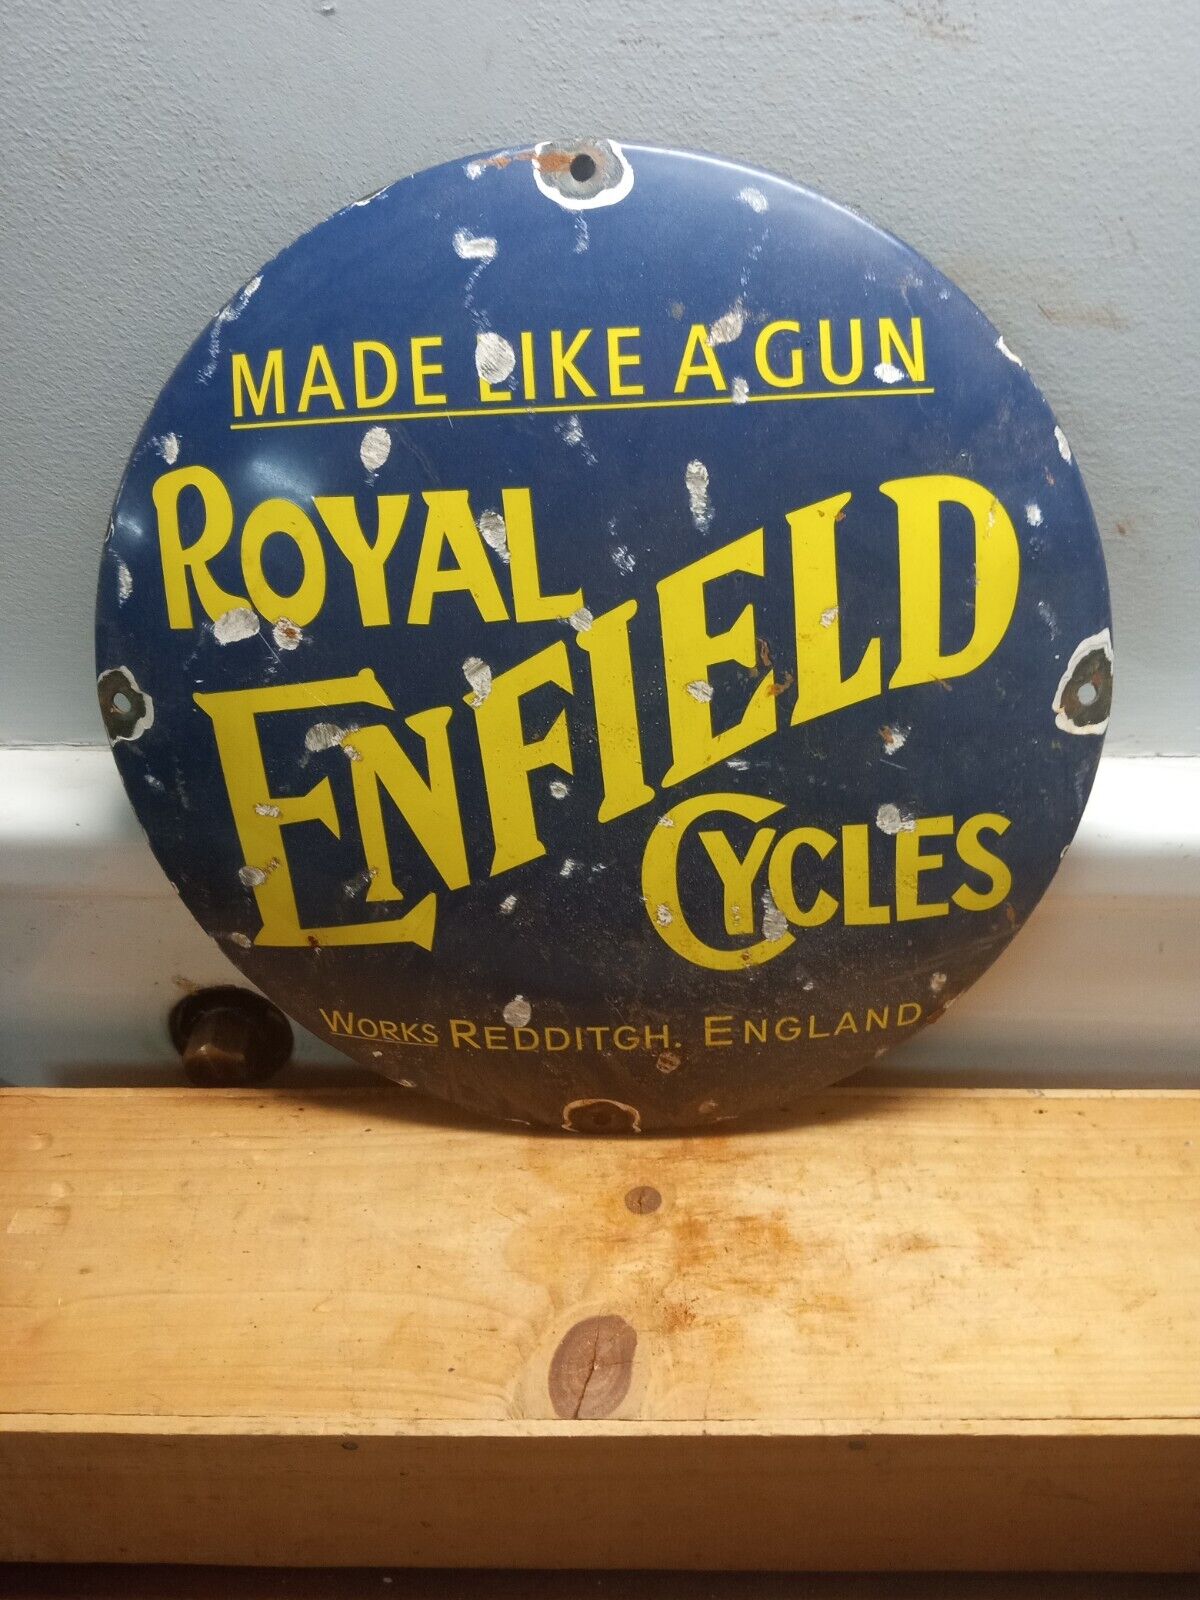 MADE LIKE A GUN
ROYAL
ENFIELD
CYCLES
WORKS REDDITGH. ENGLAND